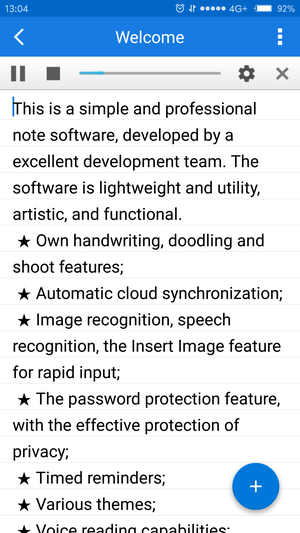 13:04 4G+ 92%
Welcome
This is a simple and professional
note software, developed by a
excellent development team. The
software is lightweight and utility,
artistic, and functional.
★ Own handwriting, doodling and
shoot features;
★ Automatic cloud synchronization;
★ Image recognition, speech
recognition, the Insert Image feature
for rapid input;
★ The password protection feature,
with the effective protection of
privacy;
★ Timed reminders;
★ Various themes;
★ Voice reading capabilities;